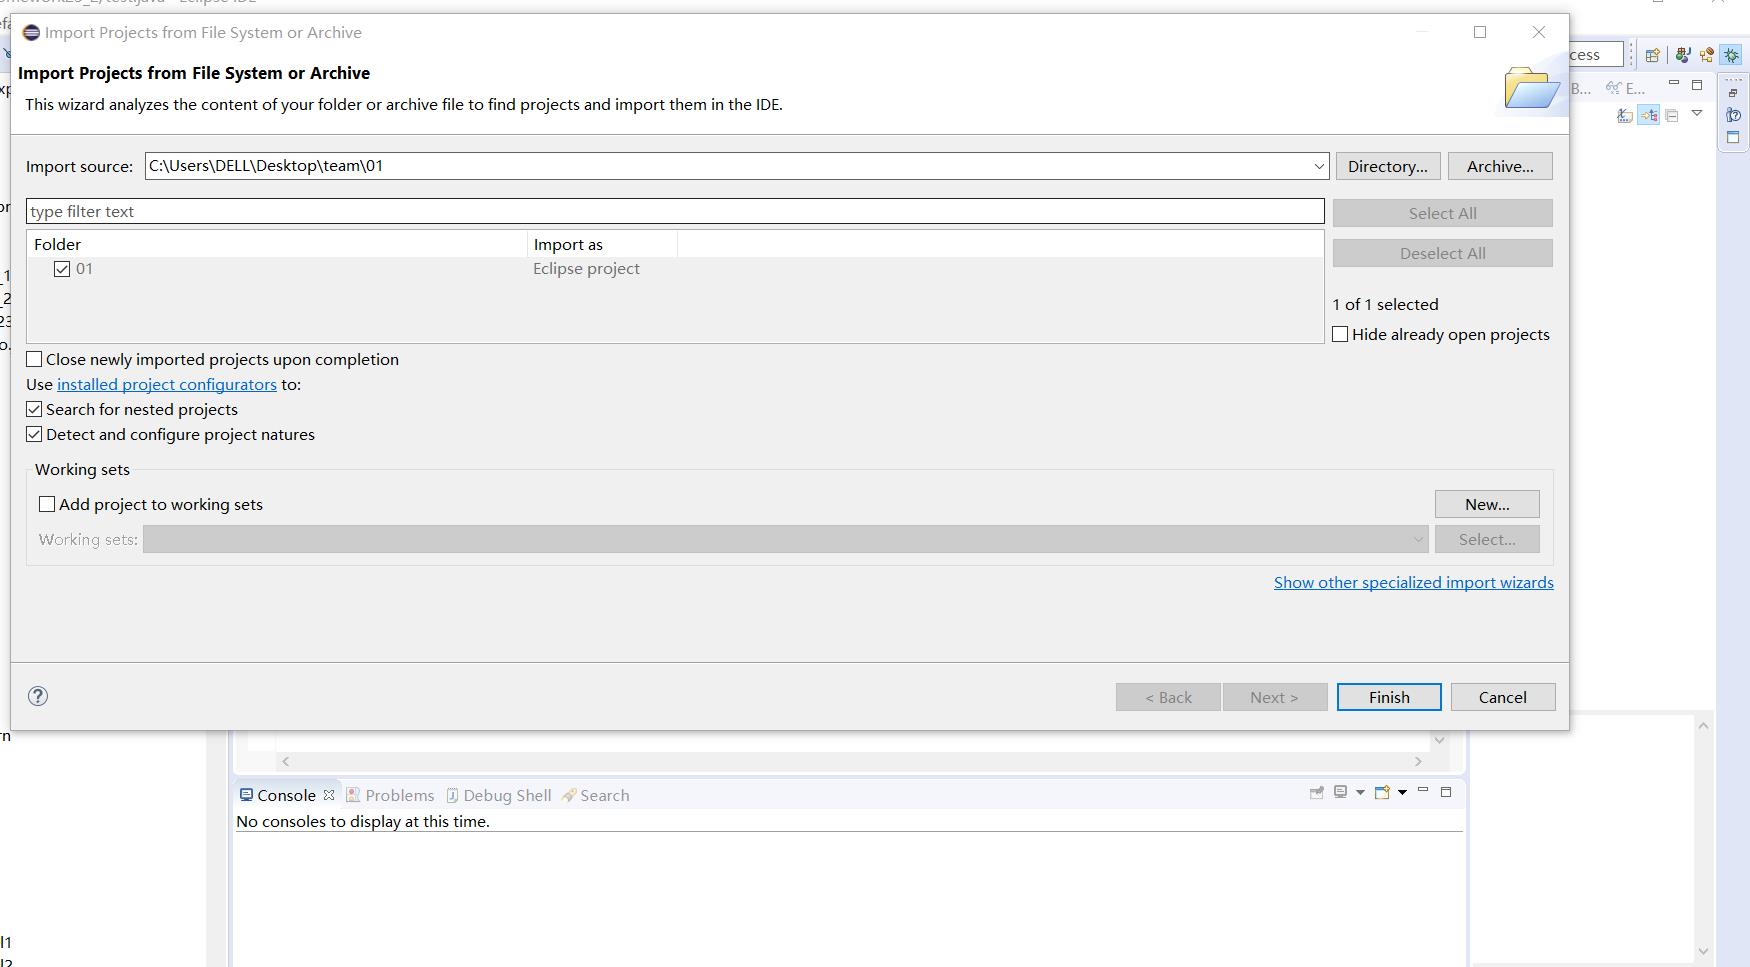 Import Projects from File System or Archive
Import Projects from File System or Archive
This wizard analyzes the content of your folder or archive file to find projects and import them in the IDE.
Import source: C:\Users\DELL\Desktop\team\01 Directory... Archive...
type filter text Select All
Folder Import as Deselect All
01 Eclipse project
1 of 1 selected
Hide already open projects
Close newly imported projects upon completion
Use installed project configurators to:
Search for nested projects
Detect and configure project natures
Working sets
Add project to working sets New...
Working sets: Select...
Show other specialized import wizards
? < Back Next > Finish Cancel
cess
B... E...
Console Problems Debug Shell Search
No consoles to display at this time.